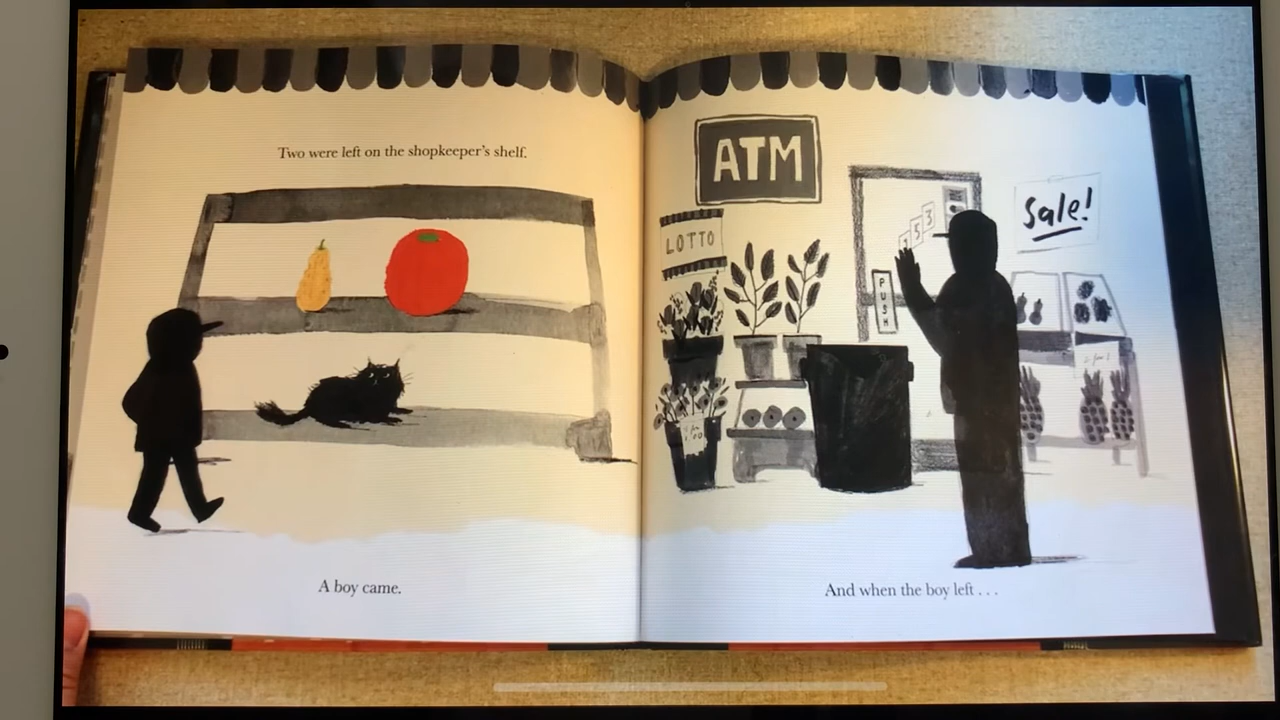 Two were left on the shopkeeper's shelf.
A boy came.
ATM
LOTTO
PUSH
Sale!
And when the boy left . . .